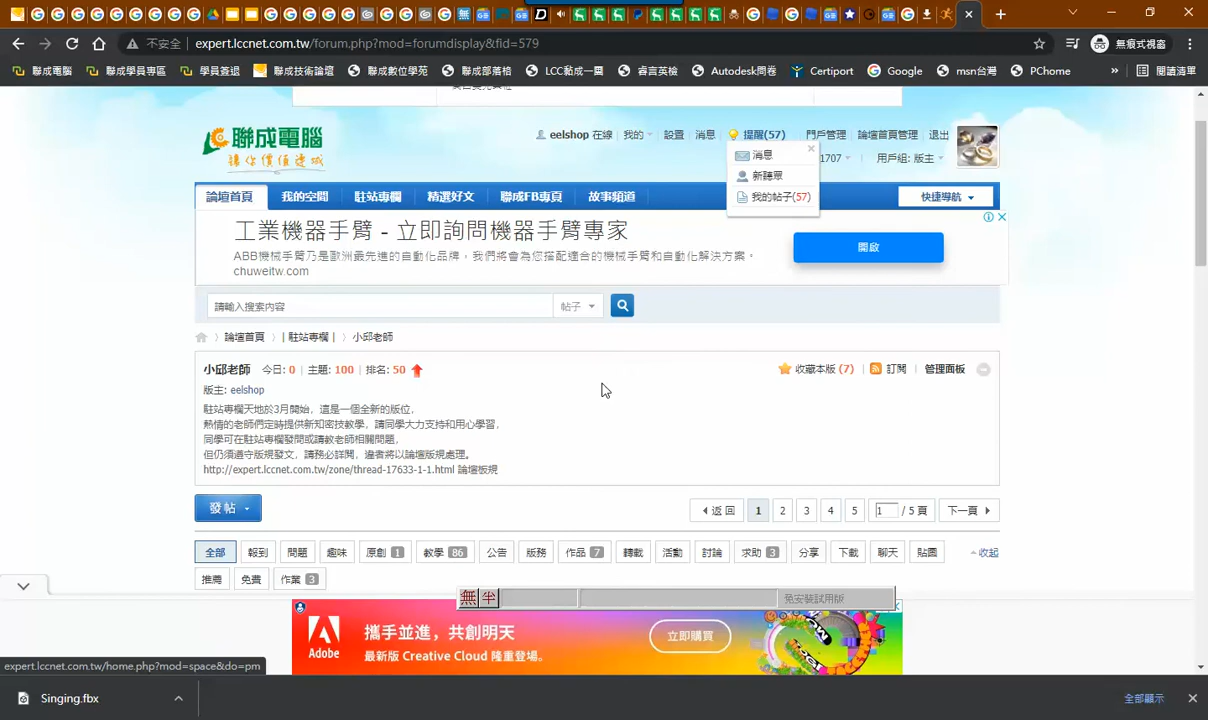 不安全 expert.lccnet.com.tw/forum.php?mod=forumdisplay&fid=579 無痕式視窗
聯成電腦 聯成學員專區 學員簽退 聯成技術論壇 聯成數位學苑 聯成部落格 LCC黏成一團 睿言英檢 Autodesk問卷 Certiport Google msn台灣 PChome » 閱讀清單
聯成電腦
讓你價值連城
eelshop 在線 我的 設置 消息 提醒(57) 門戶管理 論壇首頁管理 退出
1707 用戶組: 版主
消息
新聽眾
我的帖子(57)
論壇首頁 我的空間 駐站專欄 精選好文 聯成FB專頁 故事頻道 快捷導航
工業機器手臂 - 立即詢問機器手臂專家
ABB機械手臂乃是歐洲最先進的自動化品牌，我們將會為您搭配適合的機械手臂和自動化解決方案。
chuweitw.com
開啟
請輸入搜索內容 帖子
論壇首頁 〉 | 駐站專欄 | 〉 小邱老師
小邱老師 今日: 0 | 主題: 100 | 排名: 50 收藏本版 (7) | 訂閱 | 管理面板
版主: eelshop
駐站專欄天地於3月開始，這是一個全新的版位，
熱情的老師們定時提供新知密技教學，請同學大力支持和用心學習，
同學可在駐站專欄發問或請教老師相關問題，
但仍須遵守版規發文，請務必詳閱，違者將以論壇版規處理。
http://expert.lccnet.com.tw/zone/thread-17633-1-1.html 論壇板規
發帖 返回 1 2 3 4 5 1 / 5 頁 下一頁
全部 報到 問題 趣味 原創 1 教學 86 公告 版務 作品 7 轉載 活動 討論 求助 3 分享 下載 聊天 貼圖 收起
推薦 免費 作業 3
無 半 免安裝試用版
Adobe
攜手並進，共創明天
最新版 Creative Cloud 隆重登場。
立即購買
expert.lccnet.com.tw/home.php?mod=space&do=pm
Singing.fbx 全部顯示